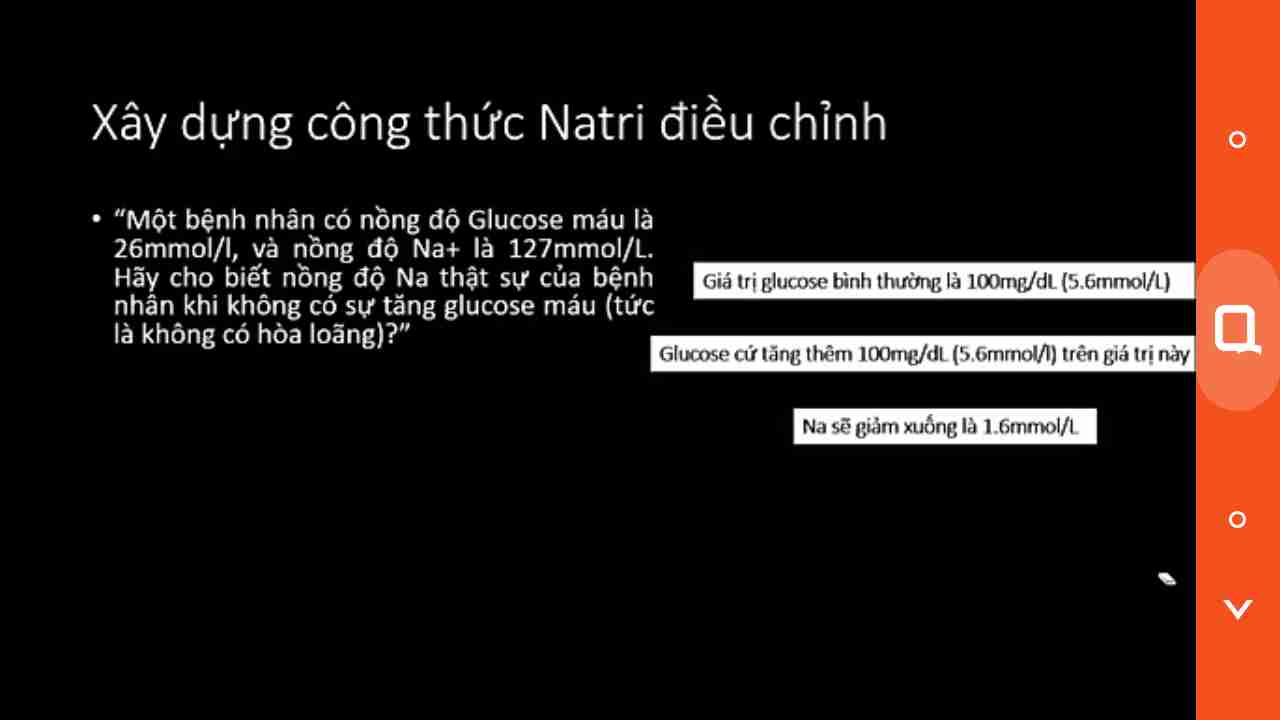 Xây dựng công thức Natri điều chỉnh
• “Một bệnh nhân có nồng độ Glucose máu là
26mmol/l, và nồng độ Na+ là 127mmol/L.
Hãy cho biết nồng độ Na thật sự của bệnh
nhân khi không có sự tăng glucose máu (tức
là không có hòa loãng)?”
Giá trị glucose bình thường là 100mg/dL (5.6mmol/L)
Glucose cứ tăng thêm 100mg/dL (5.6mmol/l) trên giá trị này
Na sẽ giảm xuống là 1.6mmol/L